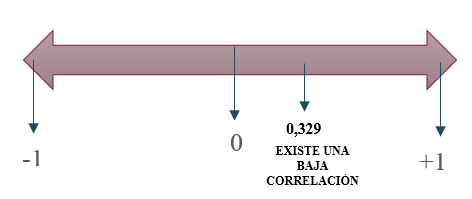 -1
0
0,329
EXISTE UNA
BAJA
CORRELACIÓN
+1